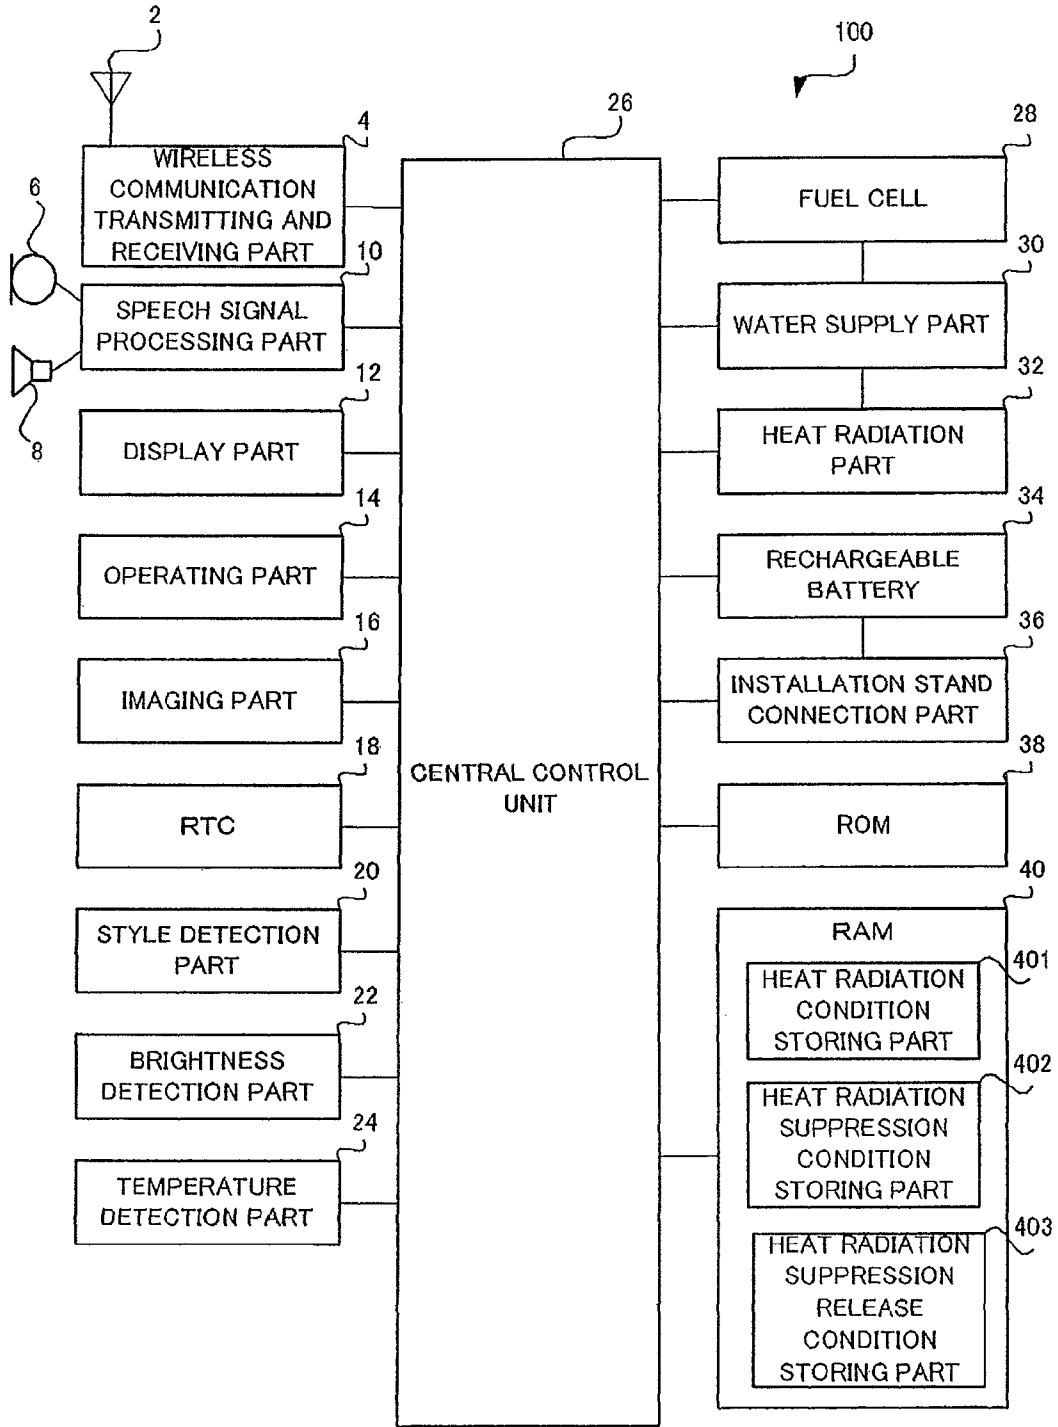 2
100
4
WIRELESS
COMMUNICATION
TRANSMITTING AND
RECEIVING PART
6
10
SPEECH SIGNAL
PROCESSING PART
8
12
DISPLAY PART
14
OPERATING PART
16
IMAGING PART
18
RTC
20
STYLE DETECTION
PART
22
BRIGHTNESS
DETECTION PART
24
TEMPERATURE
DETECTION PART
26
CENTRAL CONTROL
UNIT
28
FUEL CELL
30
WATER SUPPLY PART
32
HEAT RADIATION
PART
34
RECHARGEABLE
BATTERY
36
INSTALLATION STAND
CONNECTION PART
38
ROM
40
RAM
401
HEAT RADIATION
CONDITION
STORING PART
402
HEAT RADIATION
SUPPRESSION
CONDITION
STORING PART
403
HEAT RADIATION
SUPPRESSION
RELEASE
CONDITION
STORING PART